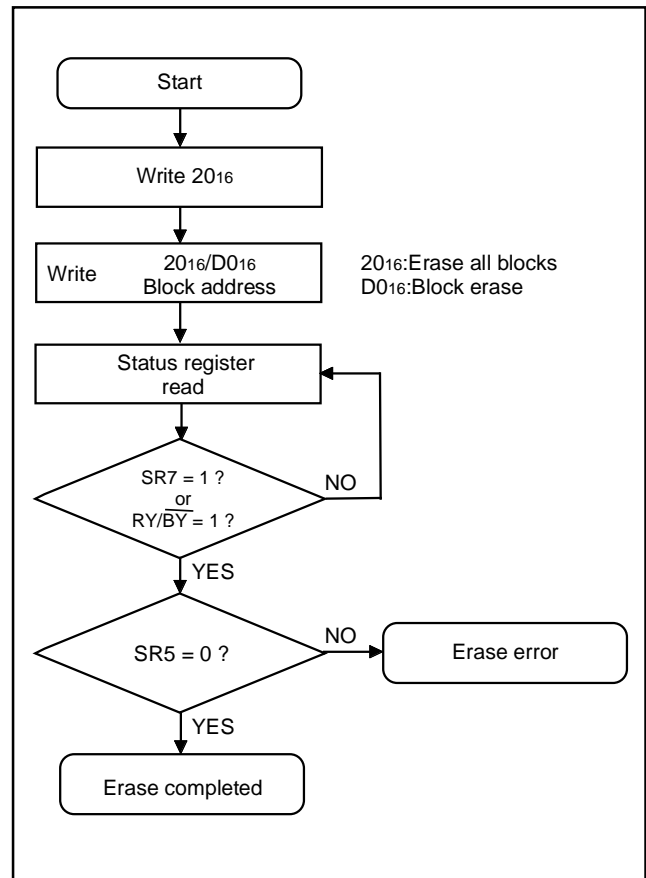 Start
Write 2016
Write 2016/D016
Block address
2016:Erase all blocks
D016:Block erase
Status register
read
SR7 = 1 ?
or
RY/BY = 1 ?
NO
YES
SR5 = 0 ?
NO
Erase error
YES
Erase completed